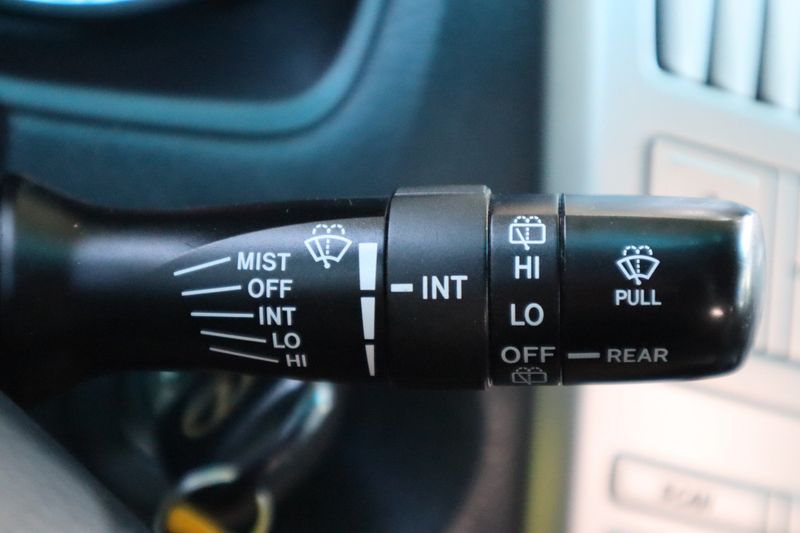 MIST
OFF
INT
LO
HI
INT
HI
LO
OFF
PULL
REAR